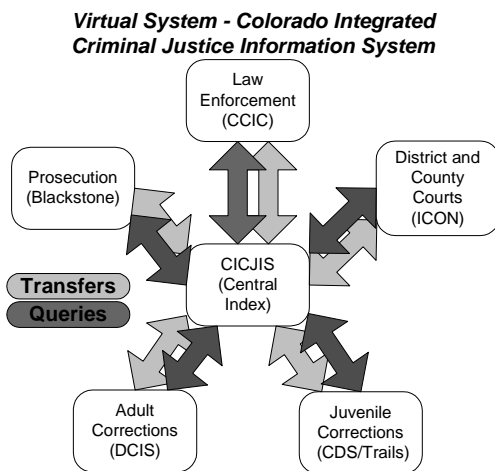 Virtual System - Colorado Integrated
Criminal Justice Information System
Law
Enforcement
(CCIC)
Prosecution
(Blackstone)
District and
County
Courts
(ICON)
CICJIS
(Central
Index)
Transfers
Queries
Adult
Corrections
(DCIS)
Juvenile
Corrections
(CDS/Trails)